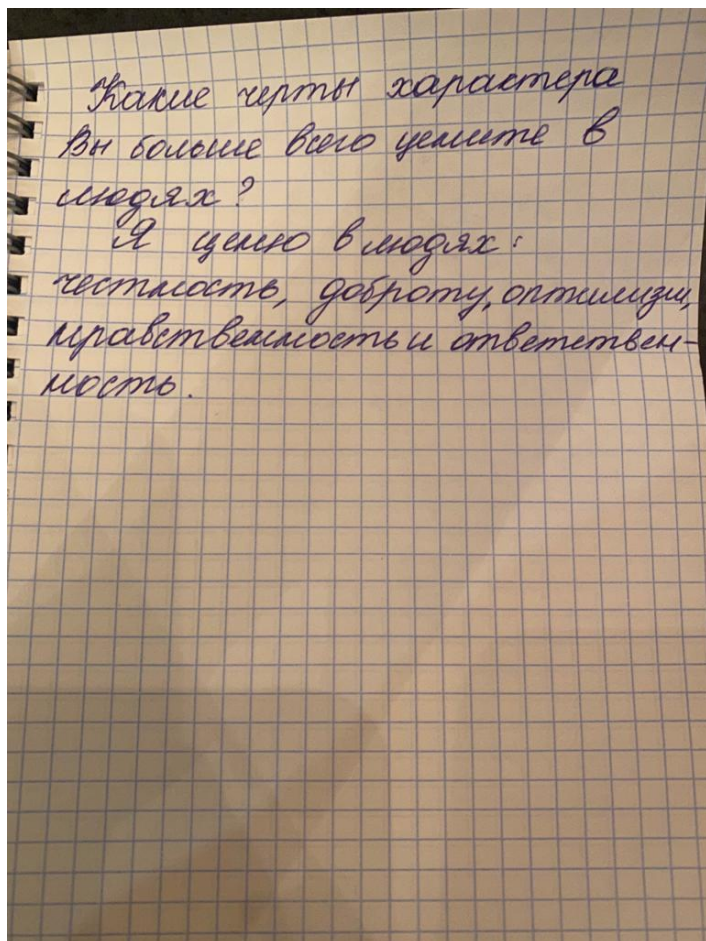 Какие черты характера
Вы больше всего цените в
людях?
Я ценю в людях:
честность, доброту, оптимизм,
нравственность и ответствен-
ность.